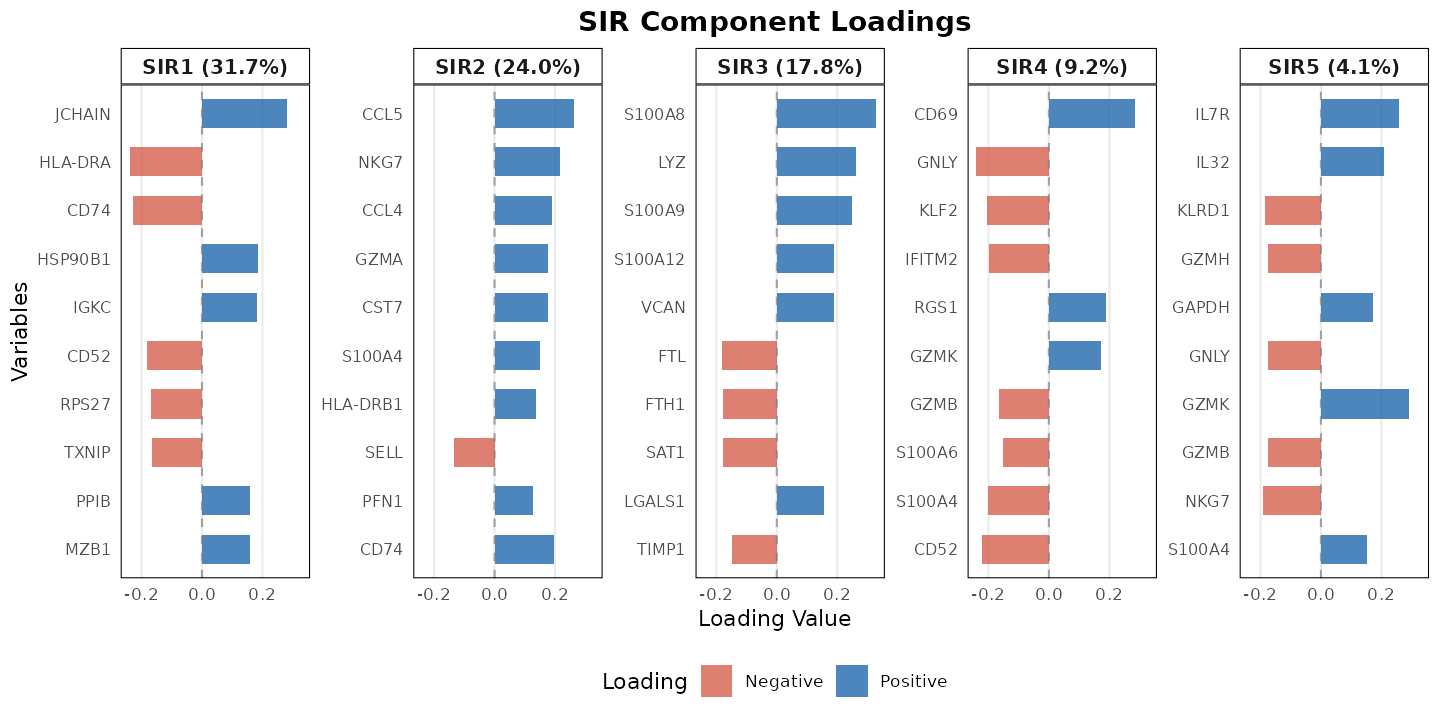 SIR Component Loadings
SIR1 (31.7%)
SIR2 (24.0%)
SIR3 (17.8%)
SIR4 (9.2%)
SIR5 (4.1%)
Variables
JCHAIN
HLA-DRA
CD74
HSP90B1
IGKC
CD52
RPS27
TXNIP
PPIB
MZB1
-0.2 0.0 0.2
CCL5
NKG7
CCL4
GZMA
CST7
S100A4
HLA-DRB1
SELL
PFN1
CD74
-0.2 0.0 0.2
S100A8
LYZ
S100A9
S100A12
VCAN
FTL
FTH1
SAT1
LGALS1
TIMP1
-0.2 0.0 0.2
CD69
GNLY
KLF2
IFITM2
RGS1
GZMK
GZMB
S100A6
S100A4
CD52
-0.2 0.0 0.2
IL7R
IL32
KLRD1
GZMH
GAPDH
GNLY
GZMK
GZMB
NKG7
S100A4
-0.2 0.0 0.2
Loading Value
Loading Negative Positive